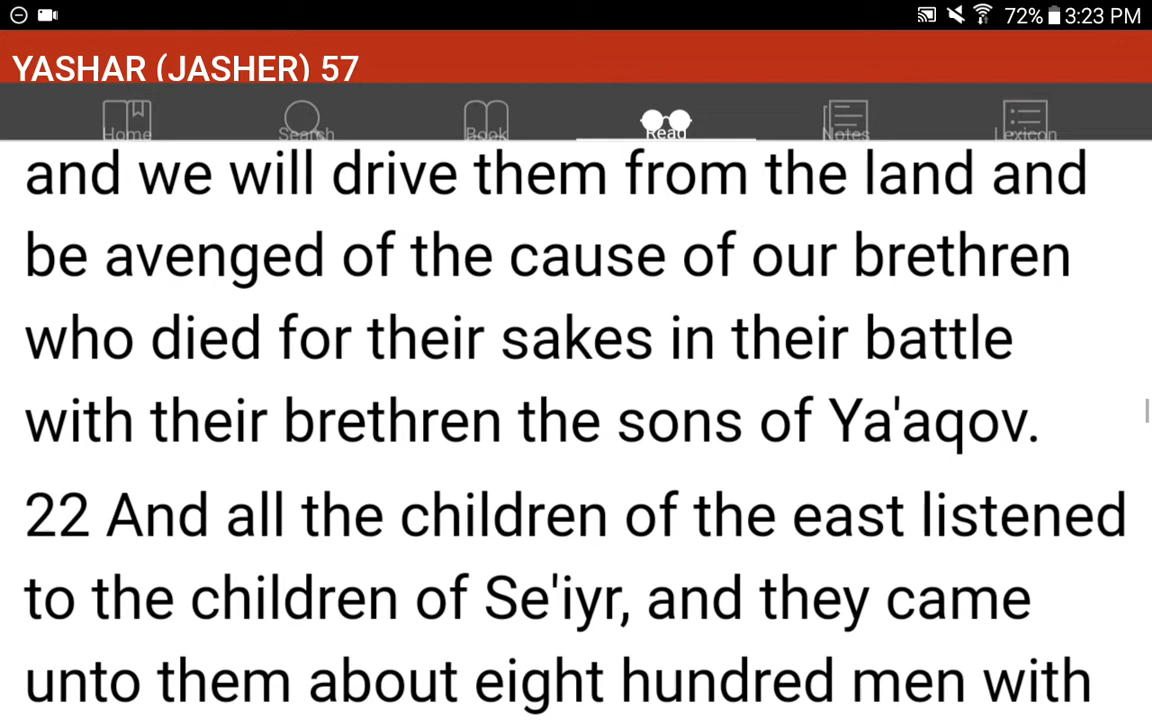 72% 3:23 PM
YASHAR (JASHER) 57
Home Search Book Read Notes Lexicon
and we will drive them from the land and
be avenged of the cause of our brethren
who died for their sakes in their battle
with their brethren the sons of Ya'aqov.
22 And all the children of the east listened
to the children of Se'iyr, and they came
unto them about eight hundred men with